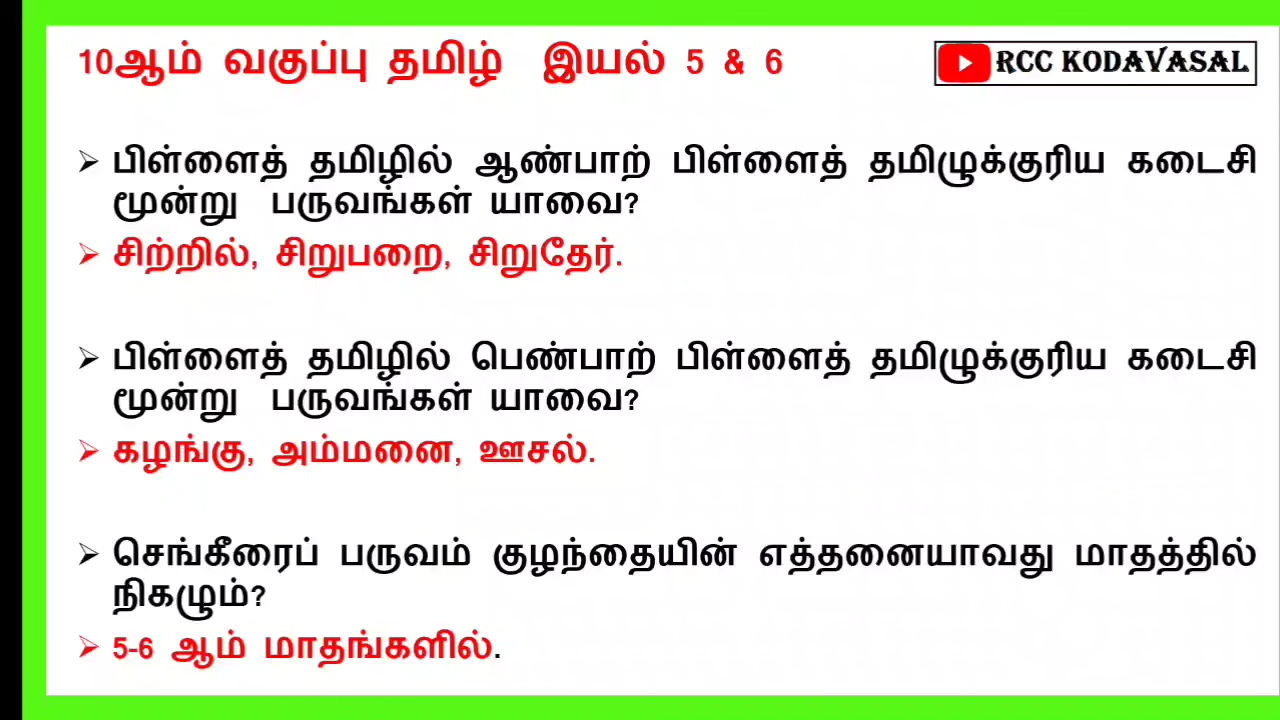 10ஆம் வகுப்பு தமிழ் இயல் 5 & 6
RCC KODAVASAL
➢ பிள்ளைத் தமிழில் ஆண்பாற் பிள்ளைத் தமிழுக்குரிய கடைசி
மூன்று பருவங்கள் யாவை?
➢ சிற்றில், சிறுபறை, சிறுதேர்.
➢ பிள்ளைத் தமிழில் பெண்பாற் பிள்ளைத் தமிழுக்குரிய கடைசி
மூன்று பருவங்கள் யாவை?
➢ கழங்கு, அம்மனை, ஊசல்.
➢ செங்கீரைப் பருவம் குழந்தையின் எத்தனையாவது மாதத்தில்
நிகழும்?
➢ 5-6 ஆம் மாதங்களில்.